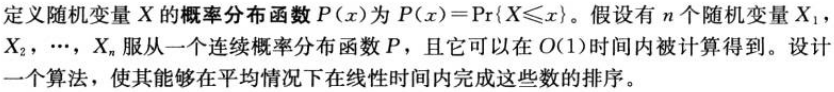 定义随机变量 X 的概率分布函数 P(x)为 P(x)=Pr{X≤x}。假设有 n 个随机变量 X₁，
X₂，…，Xₙ 服从一个连续概率分布函数 P，且它可以在 O(1)时间内被计算得到。设计
一个算法，使其能够在平均情况下在线性时间内完成这些数的排序。